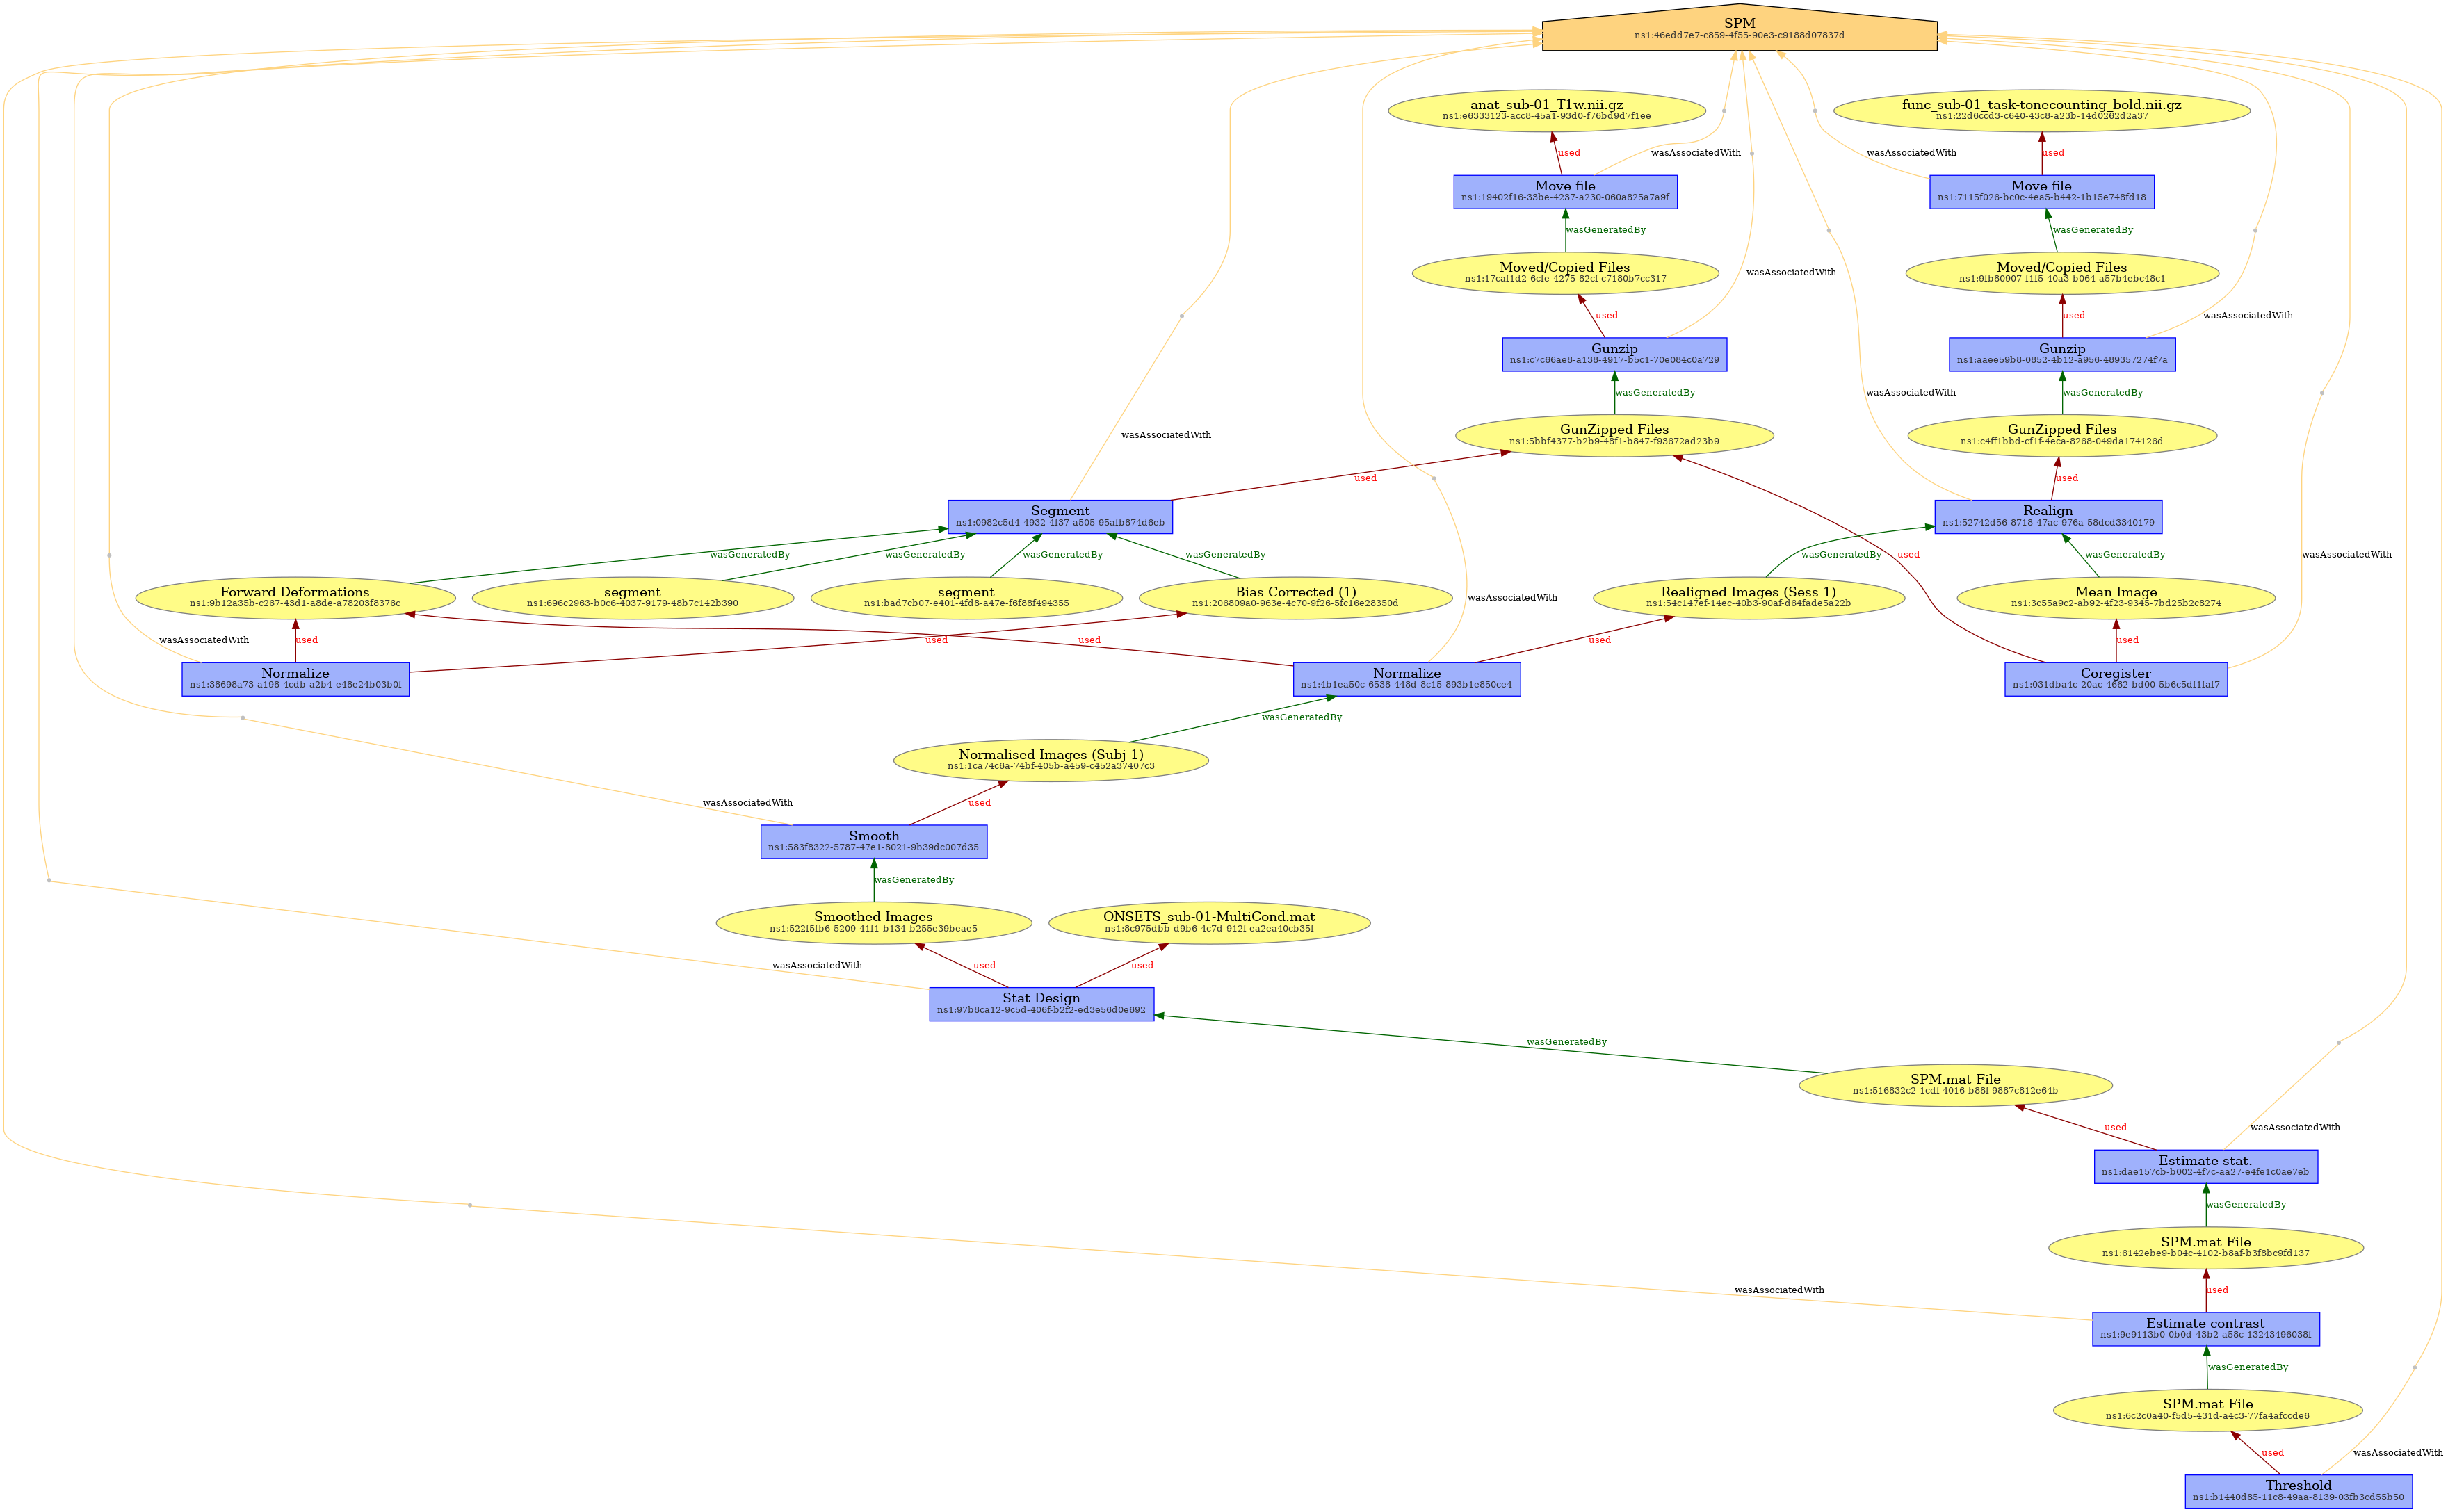 SPM
ns1:46edd7e7-c859-4f55-90e3-c9188d07837d
anat_sub-01_T1w.nii.gz
ns1:e6333123-acc8-45a1-93d0-f76bd9d7f1ee
func_sub-01_task-tonecounting_bold.nii.gz
ns1:22d6ccd3-c640-43c8-a23b-14d0262d2a37
used
wasAssociatedWith
wasAssociatedWith
used
Move file
ns1:19402f16-33be-4237-a230-060a825a7a9f
Move file
ns1:7115f026-bc0c-4ea5-b442-1b15e748fd18
wasGeneratedBy
wasGeneratedBy
Moved/Copied Files
ns1:17caf1d2-6cfe-4275-82cf-c7180b7cc317
wasAssociatedWith
Moved/Copied Files
ns1:9fb80907-f1f5-40a3-b064-a57b4ebc48c1
used
used
wasAssociatedWith
Gunzip
ns1:c7c66ae8-a138-4917-b5c1-70e084c0a729
Gunzip
ns1:aaee59b8-0852-4b12-a956-489357274f7a
wasGeneratedBy
wasAssociatedWith
wasGeneratedBy
wasAssociatedWith
GunZipped Files
ns1:5bbf4377-b2b9-48f1-b847-f93672ad23b9
GunZipped Files
ns1:c4ff1bbd-cf1f-4eca-8268-049da174126d
used
used
Segment
ns1:0982c5d4-4932-4f37-a505-95afb874d6eb
Realign
ns1:52742d56-8718-47ac-976a-58dcd3340179
wasGeneratedBy
wasGeneratedBy
wasGeneratedBy
wasGeneratedBy
wasGeneratedBy
used
wasGeneratedBy
wasAssociatedWith
Forward Deformations
ns1:9b12a35b-c267-43d1-a8de-a78203f8376c
segment
ns1:696c2963-b0c6-4037-9179-48b7c142b390
segment
ns1:bad7cb07-e401-4fd8-a47e-f6f88f494355
Bias Corrected (1)
ns1:206809a0-963e-4c70-9f26-5fc16e28350d
wasAssociatedWith
Realigned Images (Sess 1)
ns1:54c147ef-14ec-40b3-90af-d64fade5a22b
Mean Image
ns1:3c55a9c2-ab92-4f23-9345-7bd25b2c8274
wasAssociatedWith
used
used
used
used
used
Normalize
ns1:38698a73-a198-4cdb-a2b4-e48e24b03b0f
Normalize
ns1:4b1ea50c-6538-448d-8c15-893b1e850ce4
Coregister
ns1:031dba4c-20ac-4662-bd00-5b6c5df1faf7
wasGeneratedBy
Normalised Images (Subj 1)
ns1:1ca74c6a-74bf-405b-a459-c452a37407c3
wasAssociatedWith
used
Smooth
ns1:583f8322-5787-47e1-8021-9b39dc007d35
wasGeneratedBy
Smoothed Images
ns1:522f5fb6-5209-41f1-b134-b255e39beae5
ONSETS_sub-01-MultiCond.mat
ns1:8c975dbb-d9b6-4c7d-912f-ea2ea40cb35f
wasAssociatedWith
used
used
Stat Design
ns1:97b8ca12-9c5d-406f-b2f2-ed3e56d0e692
wasGeneratedBy
SPM.mat File
ns1:516832c2-1cdf-4016-b88f-9887c812e64b
used
wasAssociatedWith
Estimate stat.
ns1:dae157cb-b002-4f7c-aa27-e4fe1c0ae7eb
wasGeneratedBy
SPM.mat File
ns1:6142ebe9-b04c-4102-b8af-b3f8bc9fd137
wasAssociatedWith
used
Estimate contrast
ns1:9e9113b0-0b0d-43b2-a58c-13243496038f
wasGeneratedBy
SPM.mat File
ns1:6c2c0a40-f5d5-431d-a4c3-77fa4afccde6
used
wasAssociatedWith
Threshold
ns1:b1440d85-11c8-49aa-8139-03fb3cd55b50